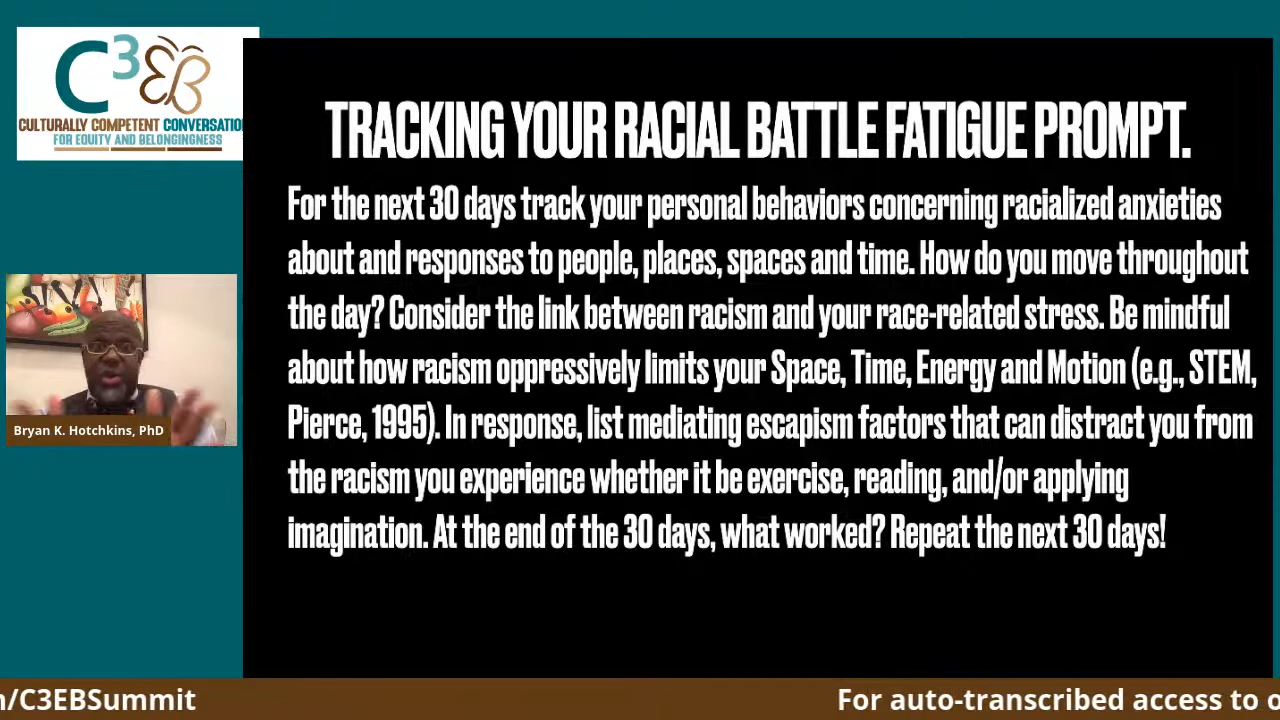 C3EB
CULTURALLY COMPETENT CONVERSATIO
FOR EQUITY AND BELONGINGNESS
TRACKING YOUR RACIAL BATTLE FATIGUE PROMPT.
For the next 30 days track your personal behaviors concerning racialized anxieties
about and responses to people, places, spaces and time. How do you move throughout
the day? Consider the link between racism and your race-related stress. Be mindful
about how racism oppressively limits your Space, Time, Energy and Motion (e.g., STEM,
Pierce, 1995). In response, list mediating escapism factors that can distract you from
the racism you experience whether it be exercise, reading, and/or applying
imagination. At the end of the 30 days, what worked? Repeat the next 30 days!
Bryan K. Hotchkins, PhD
n/C3EBSummit
For auto-transcribed access to o